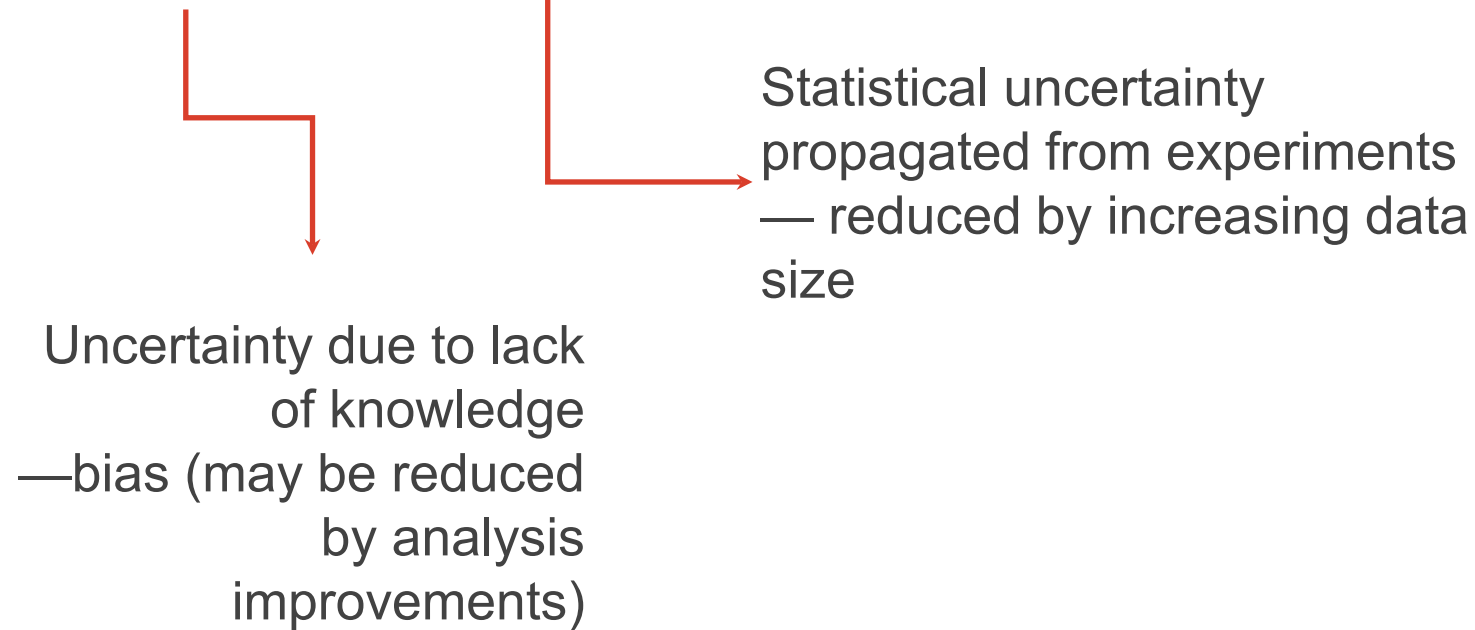 Statistical uncertainty
propagated from experiments
— reduced by increasing data
size
Uncertainty due to lack
of knowledge
—bias (may be reduced
by analysis
improvements)